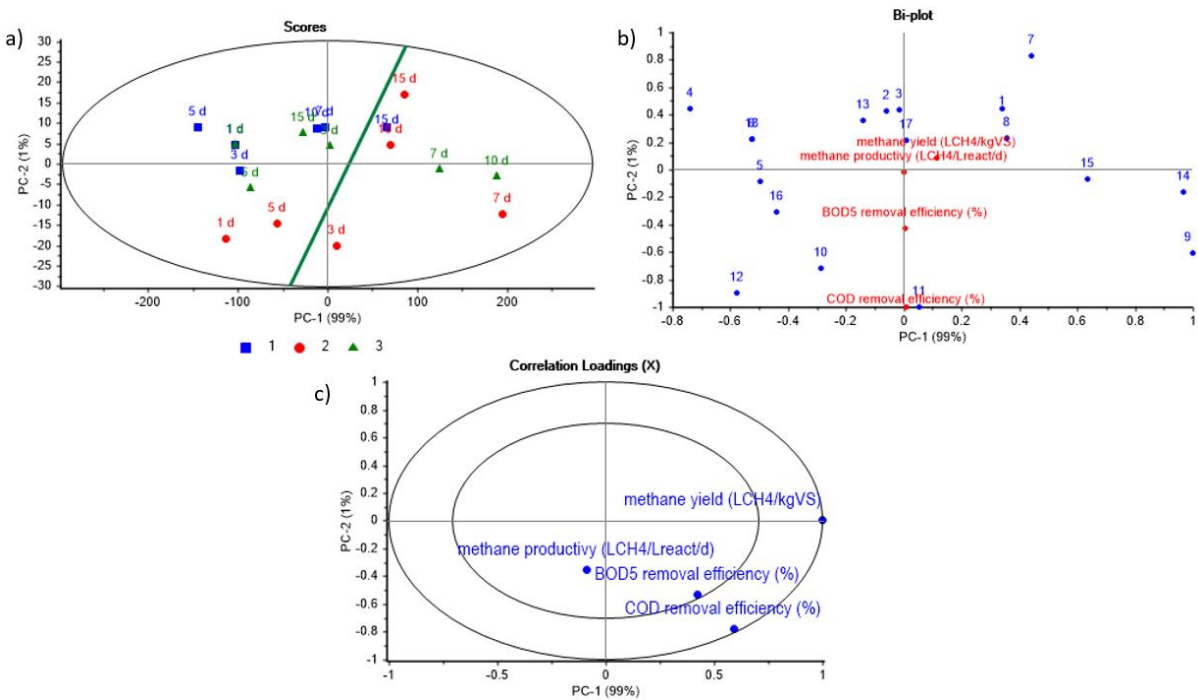 a)
Scores
PC-2 (1%)
30
25
20
15
10
5
0
-5
-10
-15
-20
-25
-30
15 d
5 d
15 d
7 d
15 d
1 d
3 d
7 d
10 d
5 d
7 d
1 d
3 d
-200
-100
0
100
200
PC-1 (99%)
1
2
3
b)
Bi-plot
PC-2 (1%)
1
0.8
0.6
0.4
0.2
0
-0.2
-0.4
-0.6
-0.8
-1
7
4
2
3
1
13
8
17
methane yield (LCH4/kgVS)
methane productivity (LCH4/Lreact/d)
5
15
14
16
BOD5 removal efficiency (%)
9
10
12
11
COD removal efficiency (%)
-0.8
-0.6
-0.4
-0.2
0
0.2
0.4
0.6
0.8
1
PC-1 (99%)
c)
Correlation Loadings (X)
PC-2 (1%)
1
0.8
0.6
0.4
0.2
0
-0.2
-0.4
-0.6
-0.8
-1
methane yield (LCH4/kgVS)
methane productivy (LCH4/Lreact/d)
BOD5 removal efficiency (%)
COD removal efficiency (%)
-1
-0.5
0
0.5
1
PC-1 (99%)